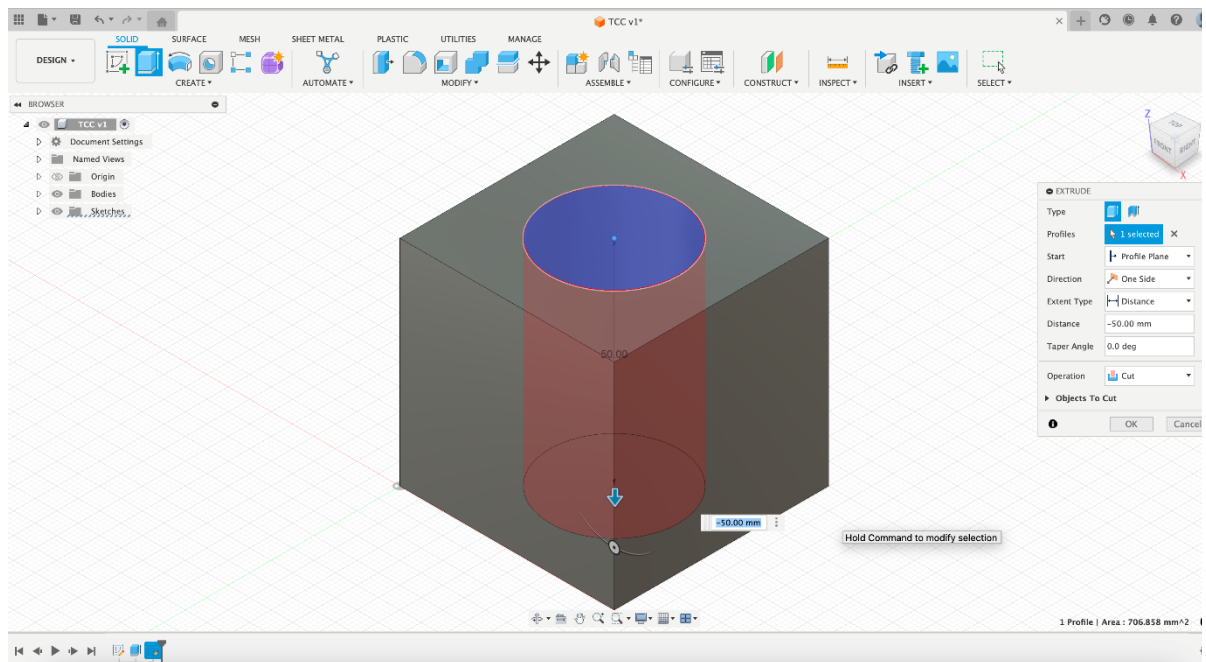 TCC v1*
SOLID SURFACE MESH SHEET METAL PLASTIC UTILITIES MANAGE
DESIGN
CREATE AUTOMATE MODIFY ASSEMBLE CONFIGURE CONSTRUCT INSPECT INSERT SELECT
BROWSER
TCC v1
Document Settings
Named Views
Origin
Bodies
Sketches
Z
TOP
FRONT RIGHT
X
50.00
-50.00 mm
Hold Command to modify selection
EXTRUDE
Type
Profiles 1 selected
Start Profile Plane
Direction One Side
Extent Type Distance
Distance -50.00 mm
Taper Angle 0.0 deg
Operation Cut
Objects To Cut
OK Cancel
1 Profile | Area : 706.858 mm^2